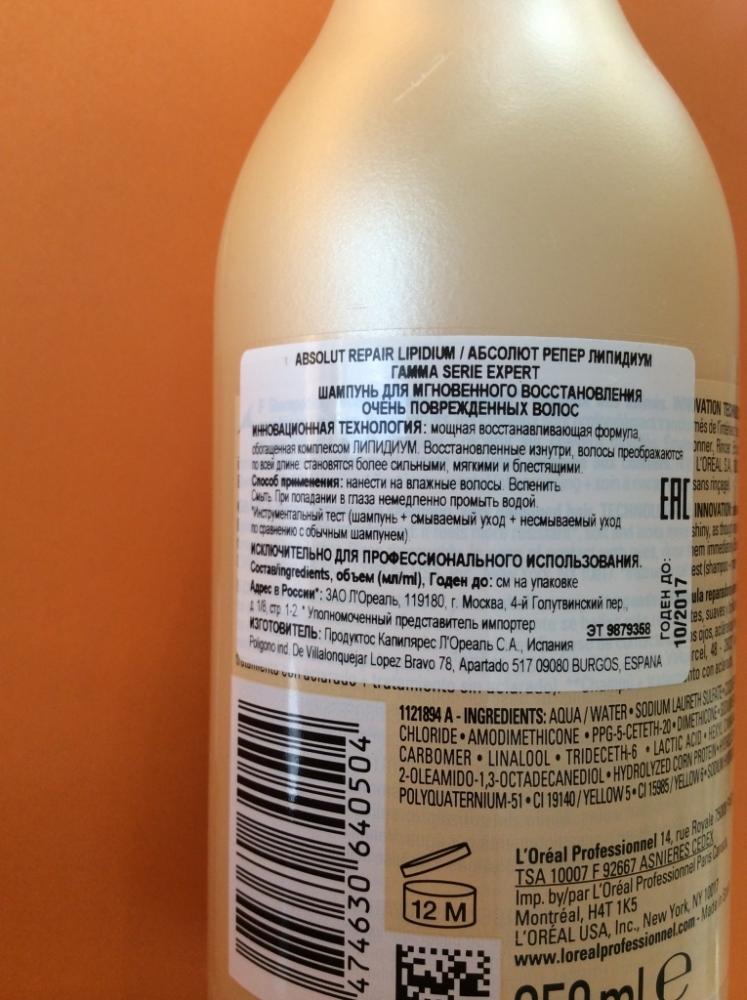 ABSOLUT REPAIR LIPIDIUM / АБСОЛЮТ РЕПЕР ЛИПИДИУМ
ГАММА SERIE EXPERT
ШАМПУНЬ ДЛЯ МГНОВЕННОГО ВОССТАНОВЛЕНИЯ
ОЧЕНЬ ПОВРЕЖДЕННЫХ ВОЛОС
ИННОВАЦИОННАЯ ТЕХНОЛОГИЯ: мощная восстанавливающая формула,
обогащенная комплексом ЛИПИДИУМ. Восстановленные изнутри, волосы преображаются
по всей длине: становятся более сильными, мягкими и блестящими.
Способ применения: нанести на влажные волосы. Вспенить.
Смыть. При попадании в глаза немедленно промыть водой.
*Инструментальный тест (шампунь + смываемый уход + несмываемый уход
по сравнению с обычным шампунем)
EAC
ИСКЛЮЧИТЕЛЬНО ДЛЯ ПРОФЕССИОНАЛЬНОГО ИСПОЛЬЗОВАНИЯ.
Состав/ingredients, объем (мл/ml), Годен до: см на упаковке
Адрес в России*: ЗАО Л'Ореаль, 119180, г. Москва, 4-й Голутвинский пер.,
д. 1/8, стр. 1-2. * Уполномоченный представитель импортер
ЭТ 9879358
ИЗГОТОВИТЕЛЬ: Продуктос Капилярес Л'Ореаль С.А., Испания
Poligono ind. De Villalonquejar Lopez Bravo 78, Apartado 517 09080 BURGOS, ESPANA
ГОДЕН ДО:
10/2017
1121894 A - INGREDIENTS: AQUA / WATER • SODIUM LAURETH SULFATE •
CHLORIDE • AMODIMETHICONE • PPG-5-CETETH-20 • DIMETHICONE •
CARBOMER • LINALOOL • TRIDECETH-6 • LACTIC ACID •
2-OLEAMIDO-1,3-OCTADECANEDIOL • HYDROLYZED CORN PROTEIN •
POLYQUATERNIUM-51 • CI 19140 / YELLOW 5 • CI 15985 / YELLOW 6 •
474630 640504
12 M
L'Oréal Professionnel 14, rue Royale
TSA 10007 F 92667 ASNIERES CEDEX
Imp. by/par L'Oréal Professionnel Paris
Montréal, H4T 1K5
L'ORÉAL USA, Inc., New York, NY 10017
www.lorealprofessionnel.com
250 ml e